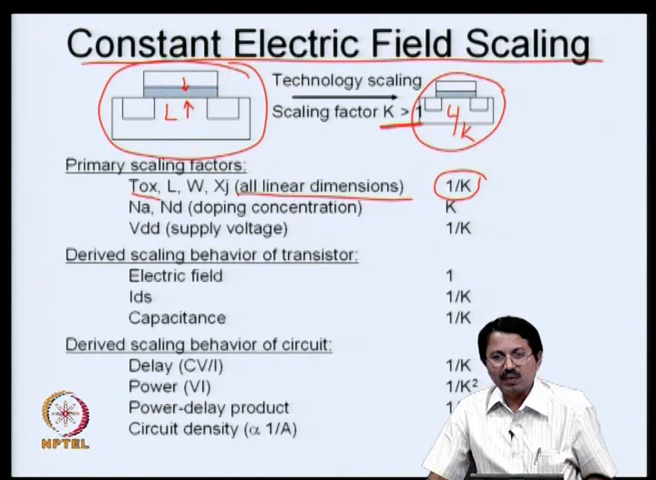 Constant Electric Field Scaling
Technology scaling
L
Scaling factor K > 1
L/K
Primary scaling factors:
Tox, L, W, Xj (all linear dimensions) 1/K
Na, Nd (doping concentration) K
Vdd (supply voltage) 1/K
Derived scaling behavior of transistor:
Electric field 1
Ids 1/K
Capacitance 1/K
Derived scaling behavior of circuit:
Delay (CV/I) 1/K
Power (VI) 1/K²
Power-delay product
Circuit density (α 1/A)
NPTEL